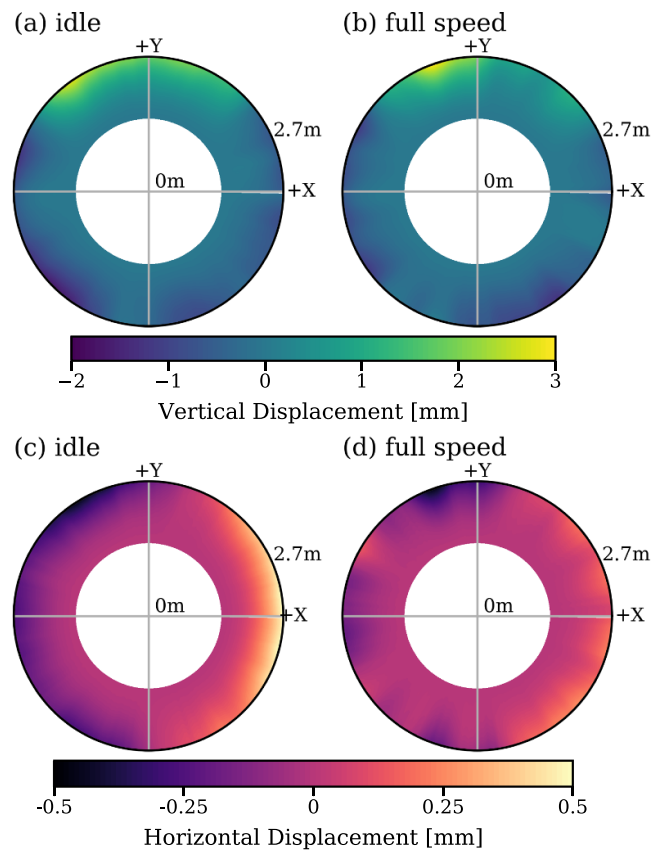 (a) idle
(b) full speed
+Y
+Y
2.7m
2.7m
0m
0m
+X
+X
−2 −1 0 1 2 3
Vertical Displacement [mm]
(c) idle
(d) full speed
+Y
+Y
2.7m
2.7m
0m
0m
+X
+X
-0.5 -0.25 0 0.25 0.5
Horizontal Displacement [mm]